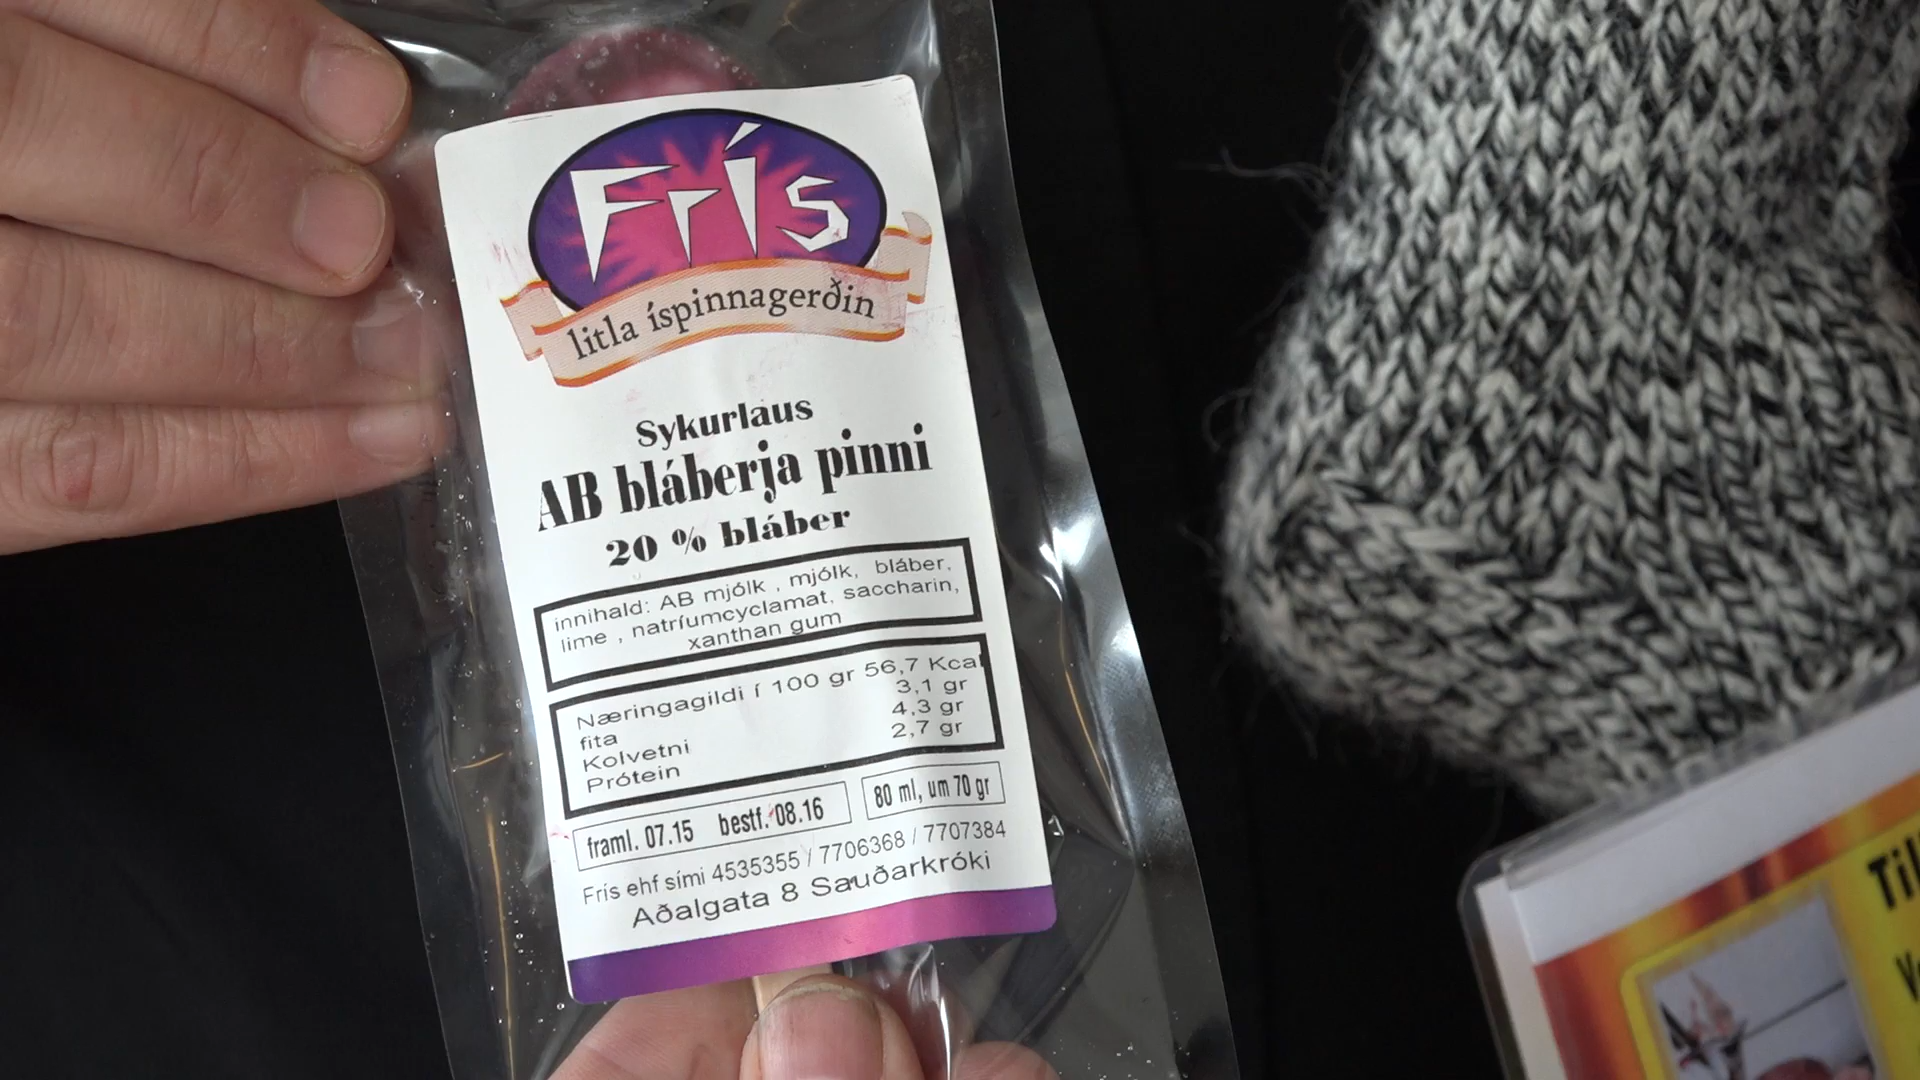 Frís
litla íspinnagerðin
Sykurlaus
AB bláberja pinni
20 % bláber
innihald: AB mjólk , mjólk, bláber,
lime , natríumcyclamat, saccharin,
xanthan gum
Næringagildi í 100 gr 56,7 Kcal
fita 3,1 gr
Kolvetni 4,3 gr
Prótein 2,7 gr
framl. 07.15 bestf. 08.16
80 ml, um 70 gr
Frís ehf sími 4535355 / 7706368 / 7707384
Aðalgata 8 Sauðarkróki